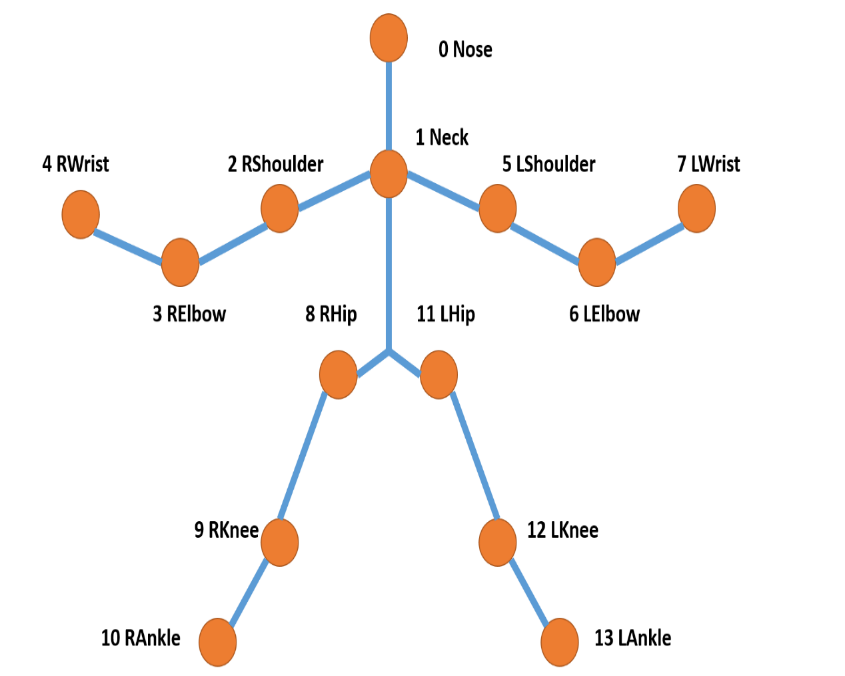 0 Nose
1 Neck
4 RWrist
2 RShoulder
5 LShoulder
7 LWrist
3 RElbow
8 RHip
11 LHip
6 LElbow
9 RKnee
12 LKnee
10 RAnkle
13 LAnkle